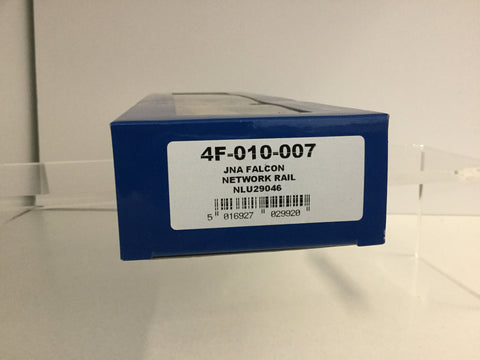 4F-010-007
JNA FALCON
NETWORK RAIL
NLU29046
5 016927 029920